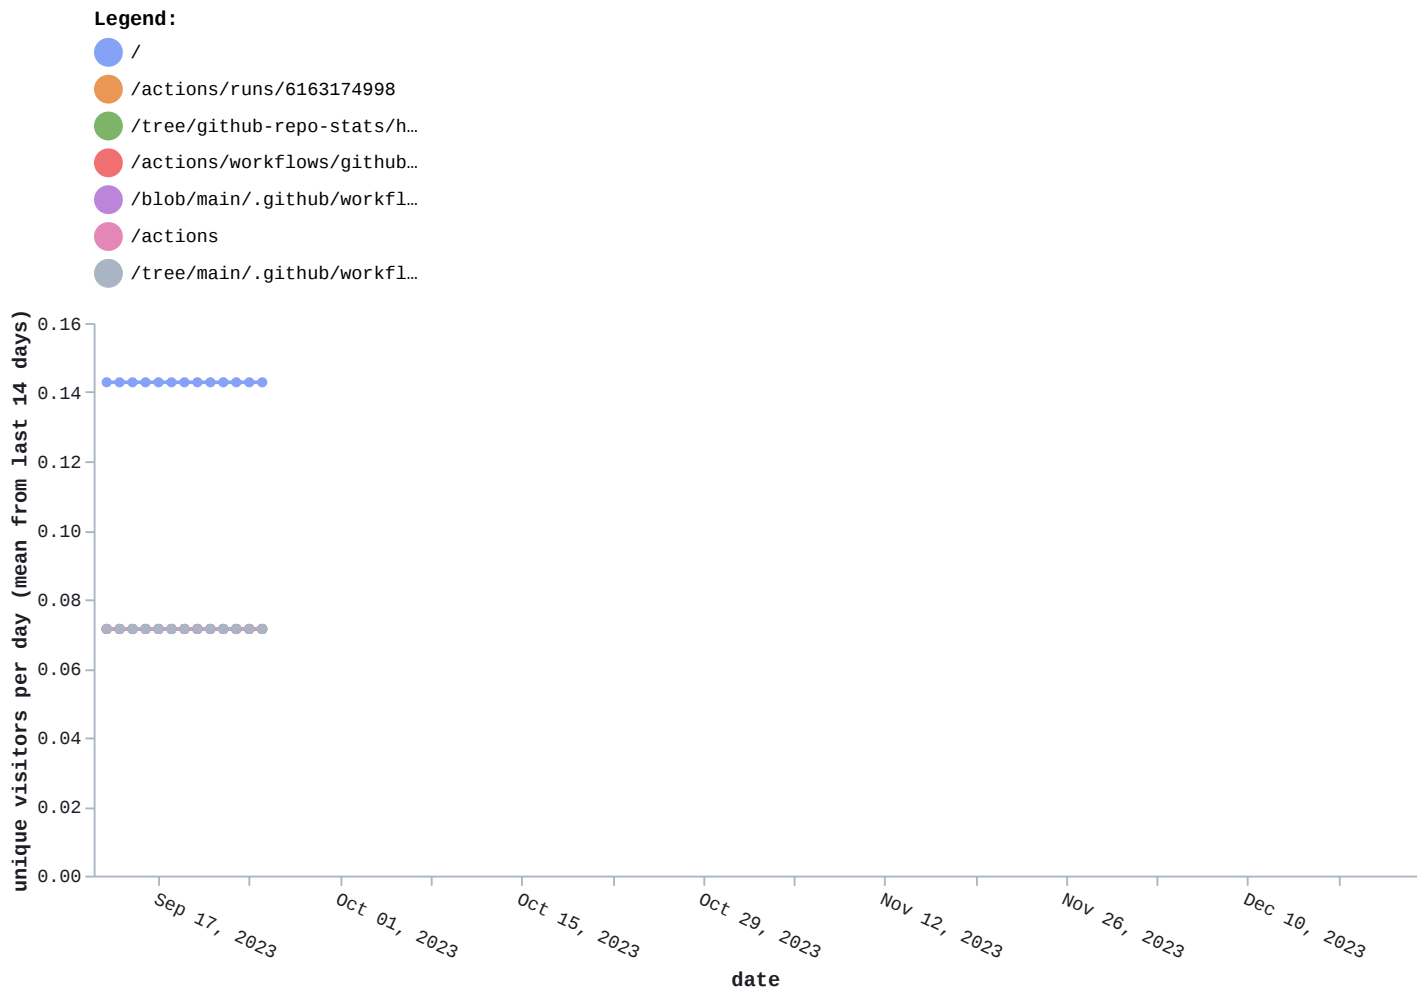 Legend:
/
/actions/runs/6163174998
/tree/github-repo-stats/h…
/actions/workflows/github…
/blob/main/.github/workfl…
/actions
/tree/main/.github/workfl…
unique visitors per day (mean from last 14 days)
0.16
0.14
0.12
0.10
0.08
0.06
0.04
0.02
0.00
Sep 17, 2023
Oct 01, 2023
Oct 15, 2023
Oct 29, 2023
Nov 12, 2023
Nov 26, 2023
Dec 10, 2023
date